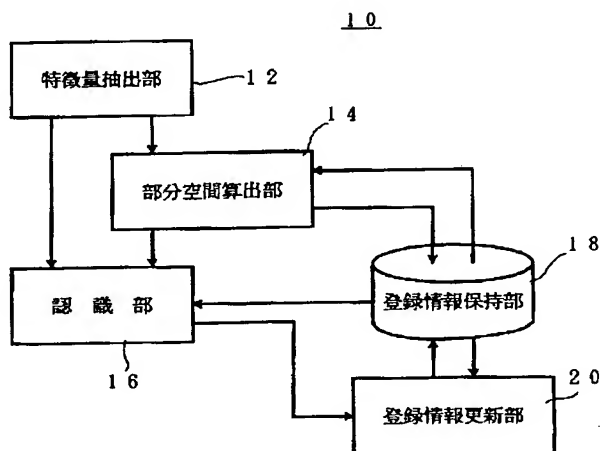 １０
特徴量抽出部
１２
１４
部分空間算出部
１８
登録情報保持部
認 識 部
１６
２０
登録情報更新部